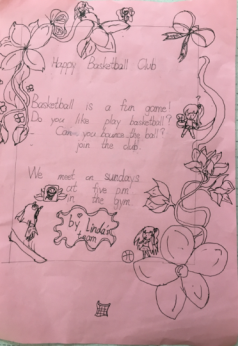 Happy Basketball Club
Basketball is a fun game!
Do you like play basketball?
Can you bounce the ball?
join the club.
We meet on sundays
at five pm
in the gym
by Linda's
team